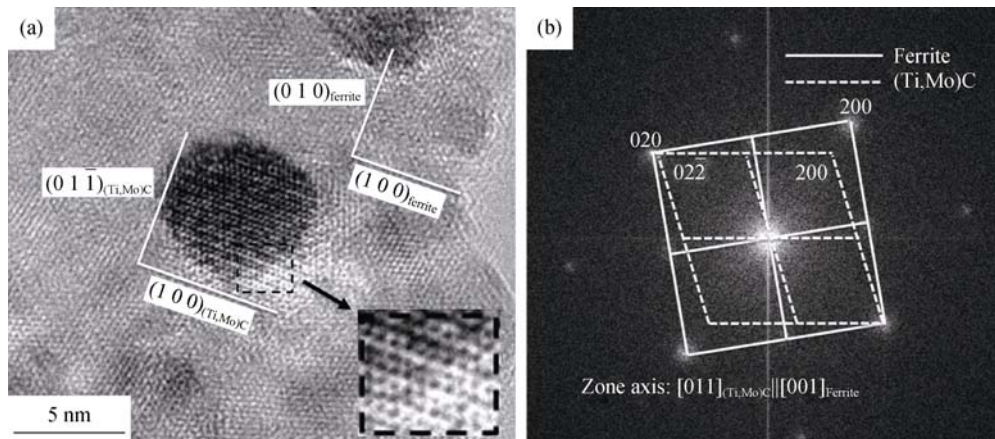 (a)
(0 1 0)ferrite
(0 1 1̄)(Ti,Mo)C
(1 0 0)ferrite
(1 0 0)(Ti,Mo)C
5 nm
(b)
Ferrite
(Ti,Mo)C
200
020
022̄
200
Zone axis: [011](Ti,Mo)C||[001]Ferrite